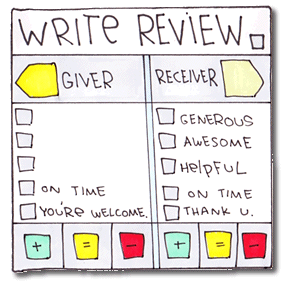 WRITE REVIEW.
GIVER
RECEIVER
GENEROUS
AWESOME
HELPFUL
ON TIME
ON TIME
YOU'RE WELCOME.
THANK U.
+ = - + = -